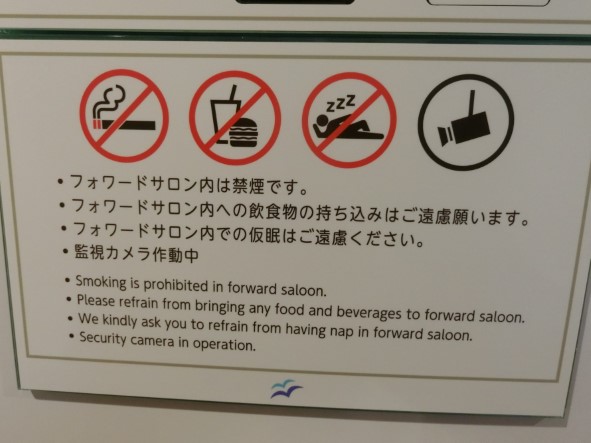 zzz
• フォワードサロン内は禁煙です。
• フォワードサロン内への飲食物の持ち込みはご遠慮願います。
• フォワードサロン内での仮眠はご遠慮ください。
• 監視カメラ作動中
• Smoking is prohibited in forward saloon.
• Please refrain from bringing any food and beverages to forward saloon.
• We kindly ask you to refrain from having nap in forward saloon.
• Security camera in operation.